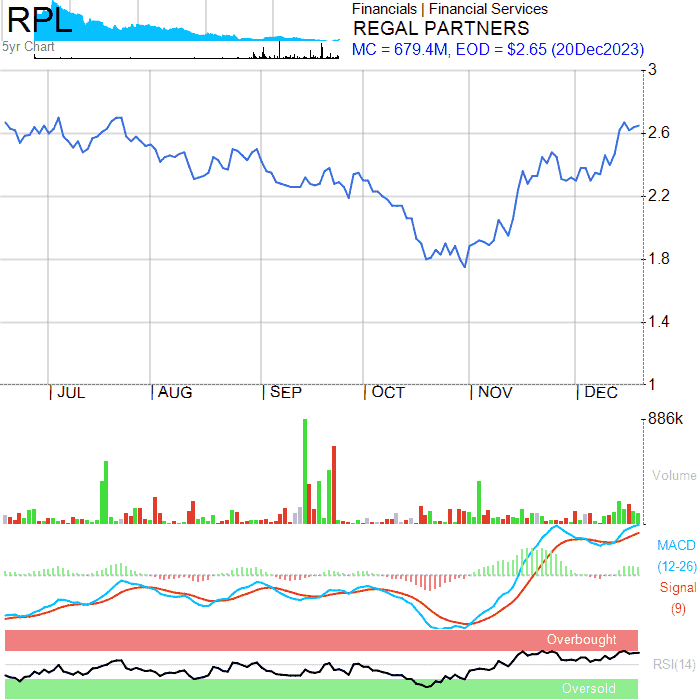 RPL
5yr Chart
Financials | Financial Services
REGAL PARTNERS
MC = 679.4M, EOD = $2.65 (20Dec2023)
3
2.6
2.2
1.8
1.4
1
JUL AUG SEP OCT NOV DEC
886k
Volume
MACD
(12-26)
Signal
(9)
Overbought
RSI(14)
Oversold